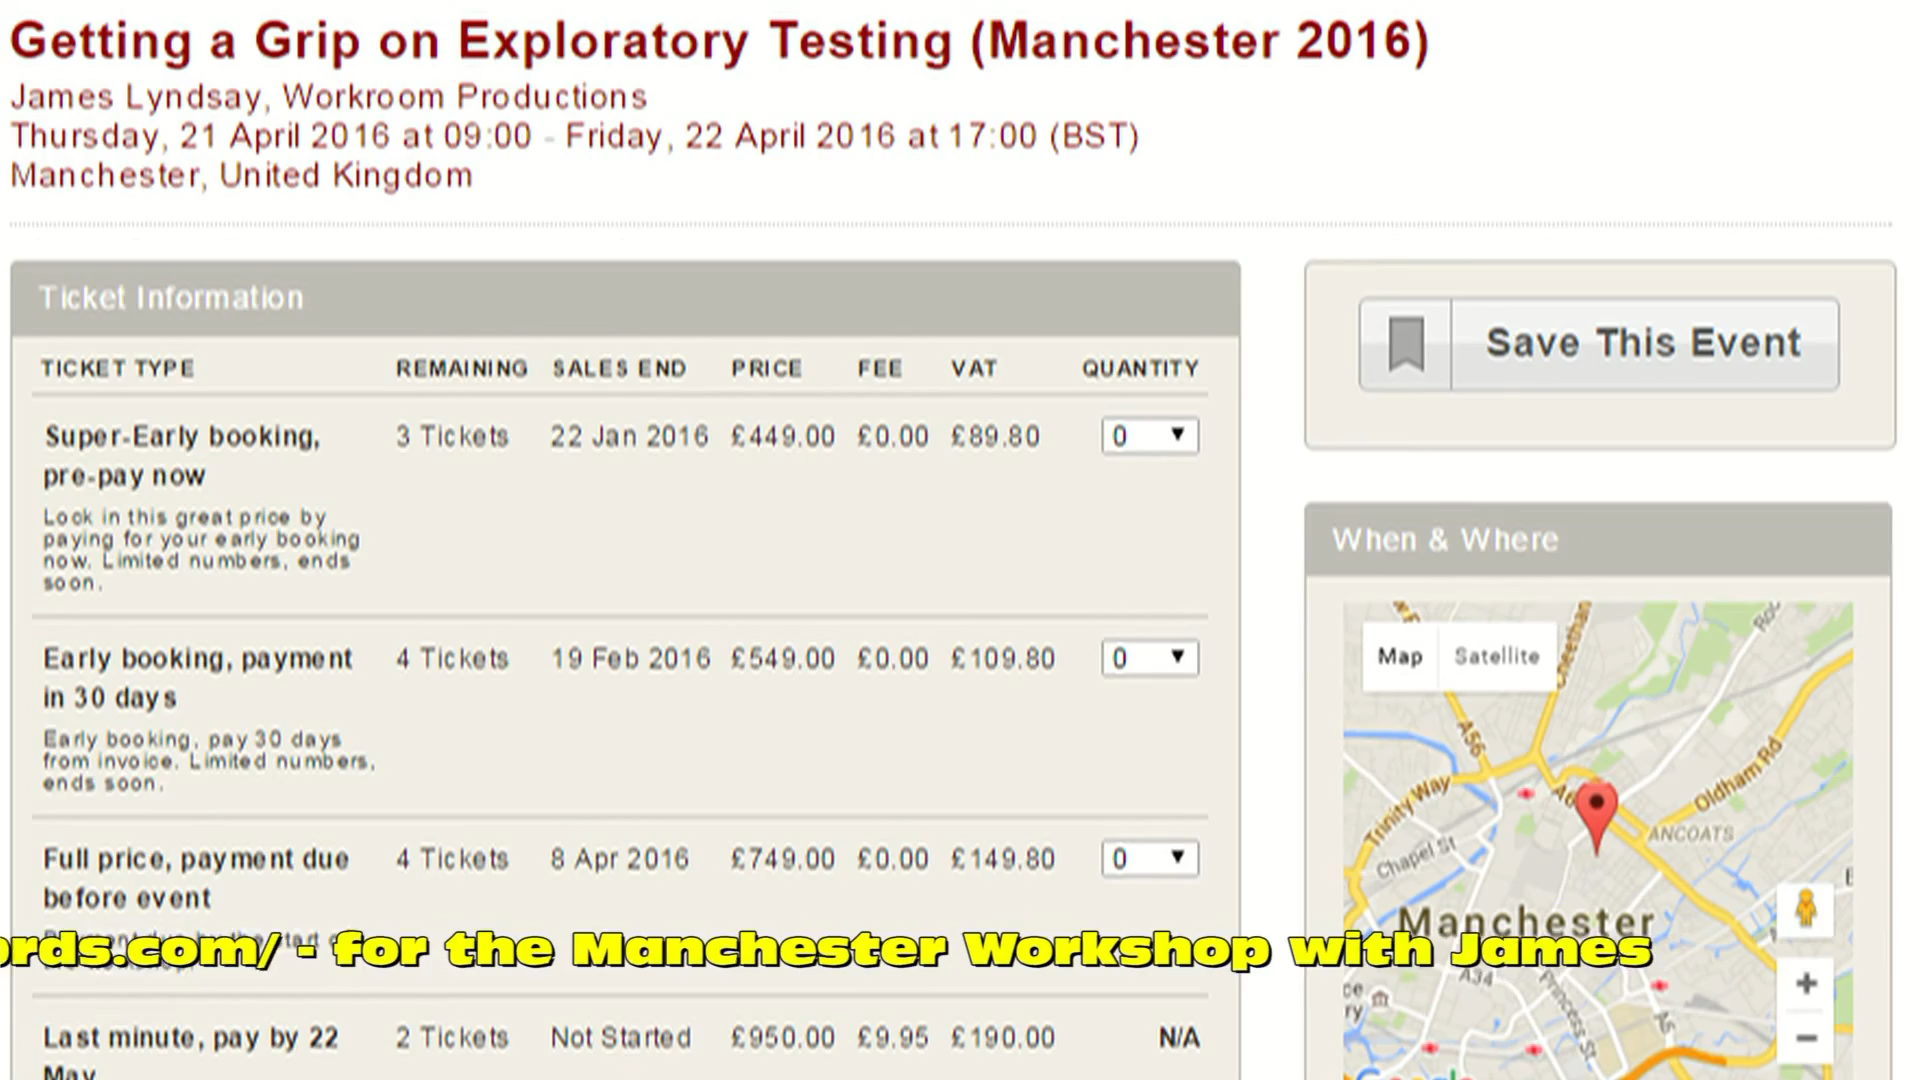 Getting a Grip on Exploratory Testing (Manchester 2016)
James Lyndsay, Workroom Productions
Thursday, 21 April 2016 at 09:00 - Friday, 22 April 2016 at 17:00 (BST)
Manchester, United Kingdom
Ticket Information
TICKET TYPE REMAINING SALES END PRICE FEE VAT QUANTITY
Super-Early booking, 3 Tickets 22 Jan 2016 £449.00 £0.00 £89.80 0
pre-pay now
Lock in this great price by
paying for your early booking
now. Limited numbers, ends
soon.
Early booking, payment 4 Tickets 19 Feb 2016 £549.00 £0.00 £109.80 0
in 30 days
Early booking, pay 30 days
from invoice. Limited numbers,
ends soon.
Full price, payment due 4 Tickets 8 Apr 2016 £749.00 £0.00 £149.80 0
before event
ords.com/ - for the Manchester Workshop with James
Last minute, pay by 22 2 Tickets Not Started £950.00 £9.95 £190.00 N/A
May
Save This Event
When & Where
Map Satellite
Cheetham
A56
Trinity Way
Oldham Rd
ANCOATS
Chapel St
Manchester
A34
Princess St
A5
Google